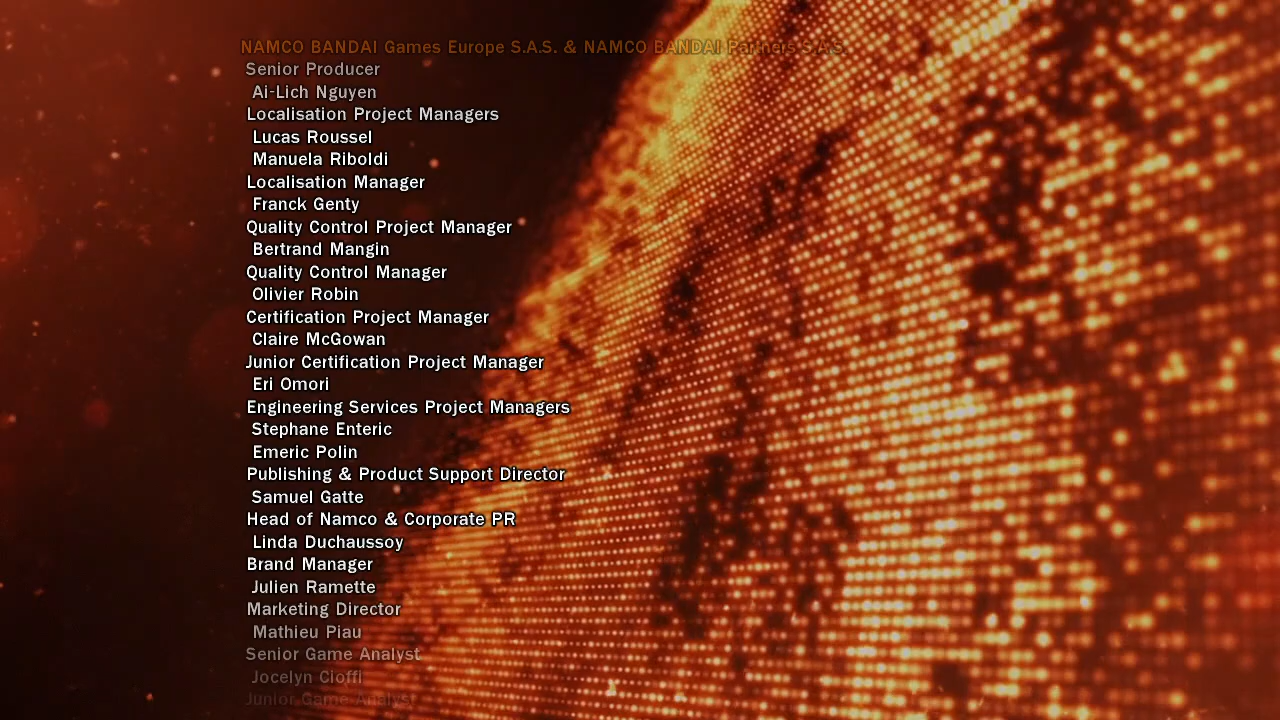 NAMCO BANDAI Games Europe S.A.S. & NAMCO BANDAI Partners S.A.S.
Senior Producer
Ai-Lich Nguyen
Localisation Project Managers
Lucas Roussel
Manuela Riboldi
Localisation Manager
Franck Genty
Quality Control Project Manager
Bertrand Mangin
Quality Control Manager
Olivier Robin
Certification Project Manager
Claire McGowan
Junior Certification Project Manager
Eri Omori
Engineering Services Project Managers
Stephane Enteric
Emeric Polin
Publishing & Product Support Director
Samuel Gatte
Head of Namco & Corporate PR
Linda Duchaussoy
Brand Manager
Julien Ramette
Marketing Director
Mathieu Piau
Senior Game Analyst
Jocelyn Cioffi
Junior Game Analyst